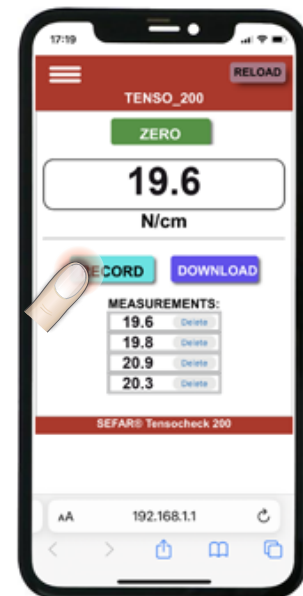 17:19
RELOAD
TENSO_200
ZERO
19.6
N/cm
ECORD DOWNLOAD
MEASUREMENTS:
19.6 Delete
19.8 Delete
20.9 Delete
20.3 Delete
SEFAR® Tensocheck 200
AA 192.168.1.1